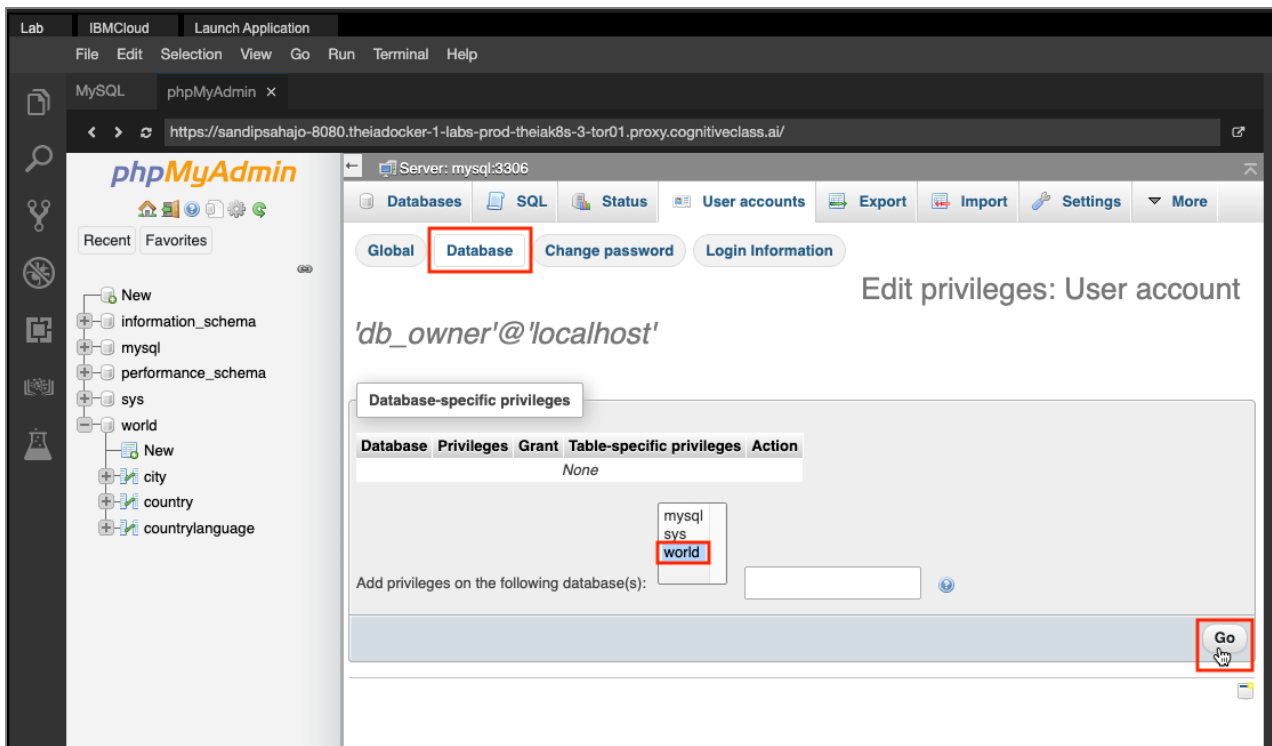 Lab IBMCloud Launch Application
File Edit Selection View Go Run Terminal Help
MySQL phpMyAdmin ×
https://sandipsahajo-8080.theiadocker-1-labs-prod-theiak8s-3-tor01.proxy.cognitiveclass.ai/
phpMyAdmin
Recent Favorites
New
information_schema
mysql
performance_schema
sys
world
New
city
country
countrylanguage
Server: mysql:3306
Databases SQL Status User accounts Export Import Settings More
Global Database Change password Login Information
Edit privileges: User account
'db_owner'@'localhost'
Database-specific privileges
Database Privileges Grant Table-specific privileges Action
None
mysql
sys
world
Add privileges on the following database(s):
Go